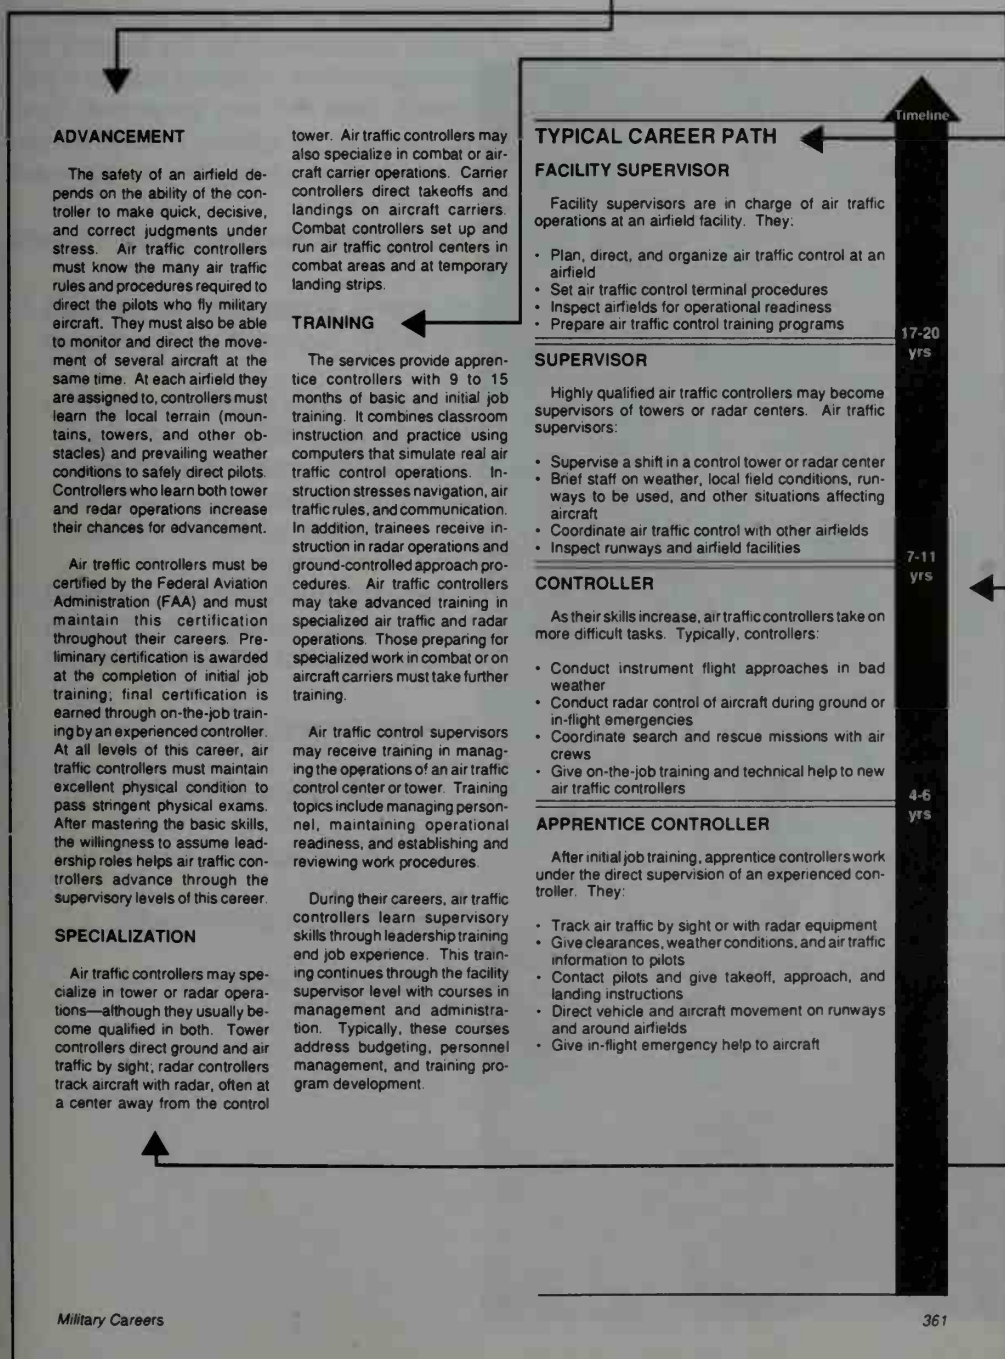 ADVANCEMENT
The safety of an airfield de-
pends on the ability of the con-
troller to make quick, decisive,
and correct judgments under
stress. Air traffic controllers
must know the many air traffic
rules and procedures required to
direct the pilots who fly military
eircraft. They must also be able
to monitor and direct the move-
ment of several aircraft at the
same time. At each airfield they
are assigned to, controllers must
learn the local terrain (moun-
tains, towers, and other ob-
stacles) and prevailing weather
conditions to safely direct pilots.
Controllers who learn both tower
and redar operations increase
their chances for edvancement.
Air treffic controllers must be
certified by the Federal Aviation
Administration (FAA) and must
maintain this certification
throughout their careers. Pre-
liminary certification is awarded
at the completion of initial job
training; final certification is
earned through on-the-job train-
ing by an experienced controller.
At all levels of this career, air
traffic controllers must maintain
excellent physical condition to
pass stringent physical exams.
After mastering the basic skills,
the willingness to assume lead-
ership roles helps air traffic con-
trollers advance through the
supervisory levels of this cereer.
SPECIALIZATION
Air traffic controllers may spe-
cialize in tower or radar opera-
tions—although they usually be-
come qualified in both. Tower
controllers direct ground and air
traffic by sight; radar controllers
track aircraft with radar, often at
a center away from the control
tower. Air traffic controllers may
also specialize in combat or air-
craft carrier operations. Carrier
controllers direct takeoffs and
landings on aircraft carriers.
Combat controllers set up and
run air traffic control centers in
combat areas and at temporary
landing strips.
TRAINING
The services provide appren-
tice controllers with 9 to 15
months of basic and initial job
training. It combines classroom
instruction and practice using
computers that simulate real air
traffic control operations. In-
struction stresses navigation, air
traffic rules, and communication.
In addition, trainees receive in-
struction in radar operations and
ground-controlled approach pro-
cedures. Air traffic controllers
may take advanced training in
specialized air traffic and radar
operations. Those preparing for
specialized work in combat or on
aircraft carriers must take further
training.
Air traffic control supervisors
may receive training in manag-
ing the operations of an air traffic
control center or tower. Training
topics include managing person-
nel, maintaining operational
readiness, and establishing and
reviewing work procedures.
During their careers, air traffic
controllers learn supervisory
skills through leadership training
end job experience. This train-
ing continues through the facility
supervisor level with courses in
management and administra-
tion. Typically, these courses
address budgeting, personnel
management, and training pro-
gram development.
Timeline
TYPICAL CAREER PATH
FACILITY SUPERVISOR
Facility supervisors are in charge of air traffic
operations at an airfield facility. They:
• Plan, direct, and organize air traffic control at an
airfield
• Set air traffic control terminal procedures
• Inspect airfields for operational readiness
• Prepare air traffic control training programs
17-20
yrs
SUPERVISOR
Highly qualified air traffic controllers may become
supervisors of towers or radar centers. Air traffic
supervisors:
• Supervise a shift in a control tower or radar center
• Brief staff on weather, local field conditions, run-
ways to be used, and other situations affecting
aircraft
• Coordinate air traffic control with other airfields
• Inspect runways and airfield facilities
7-11
yrs
CONTROLLER
As their skills increase, air traffic controllers take on
more difficult tasks. Typically, controllers:
• Conduct instrument flight approaches in bad
weather
• Conduct radar control of aircraft during ground or
in-flight emergencies
• Coordinate search and rescue missions with air
crews
• Give on-the-job training and technical help to new
air traffic controllers
4-6
yrs
APPRENTICE CONTROLLER
After initial job training, apprentice controllers work
under the direct supervision of an experienced con-
troller. They:
• Track air traffic by sight or with radar equipment
• Give clearances, weather conditions, and air traffic
information to pilots
• Contact pilots and give takeoff, approach, and
landing instructions
• Direct vehicle and aircraft movement on runways
and around airfields
• Give in-flight emergency help to aircraft
Military Careers
361